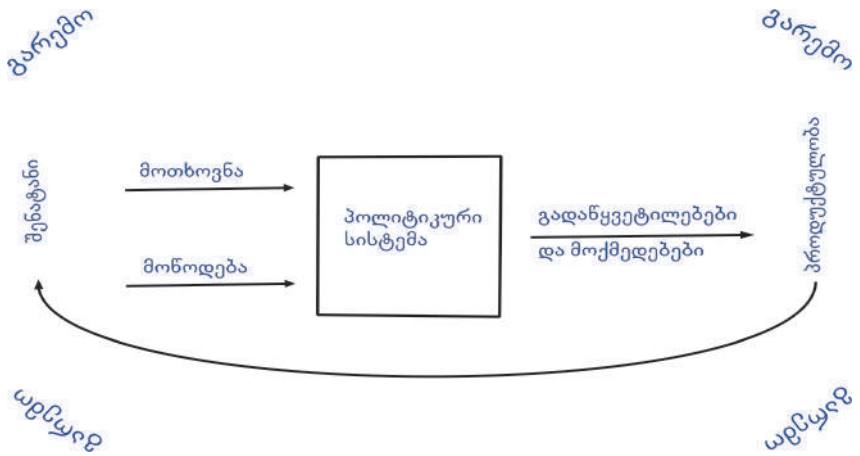 გარემო
გარემო
შენატანი
მოთხოვნა
მოწოდება
პოლიტიკური
სისტემა
გადაწყვეტილებები
და მოქმედებები
პროდუქტულობა
გარემო
გარემო